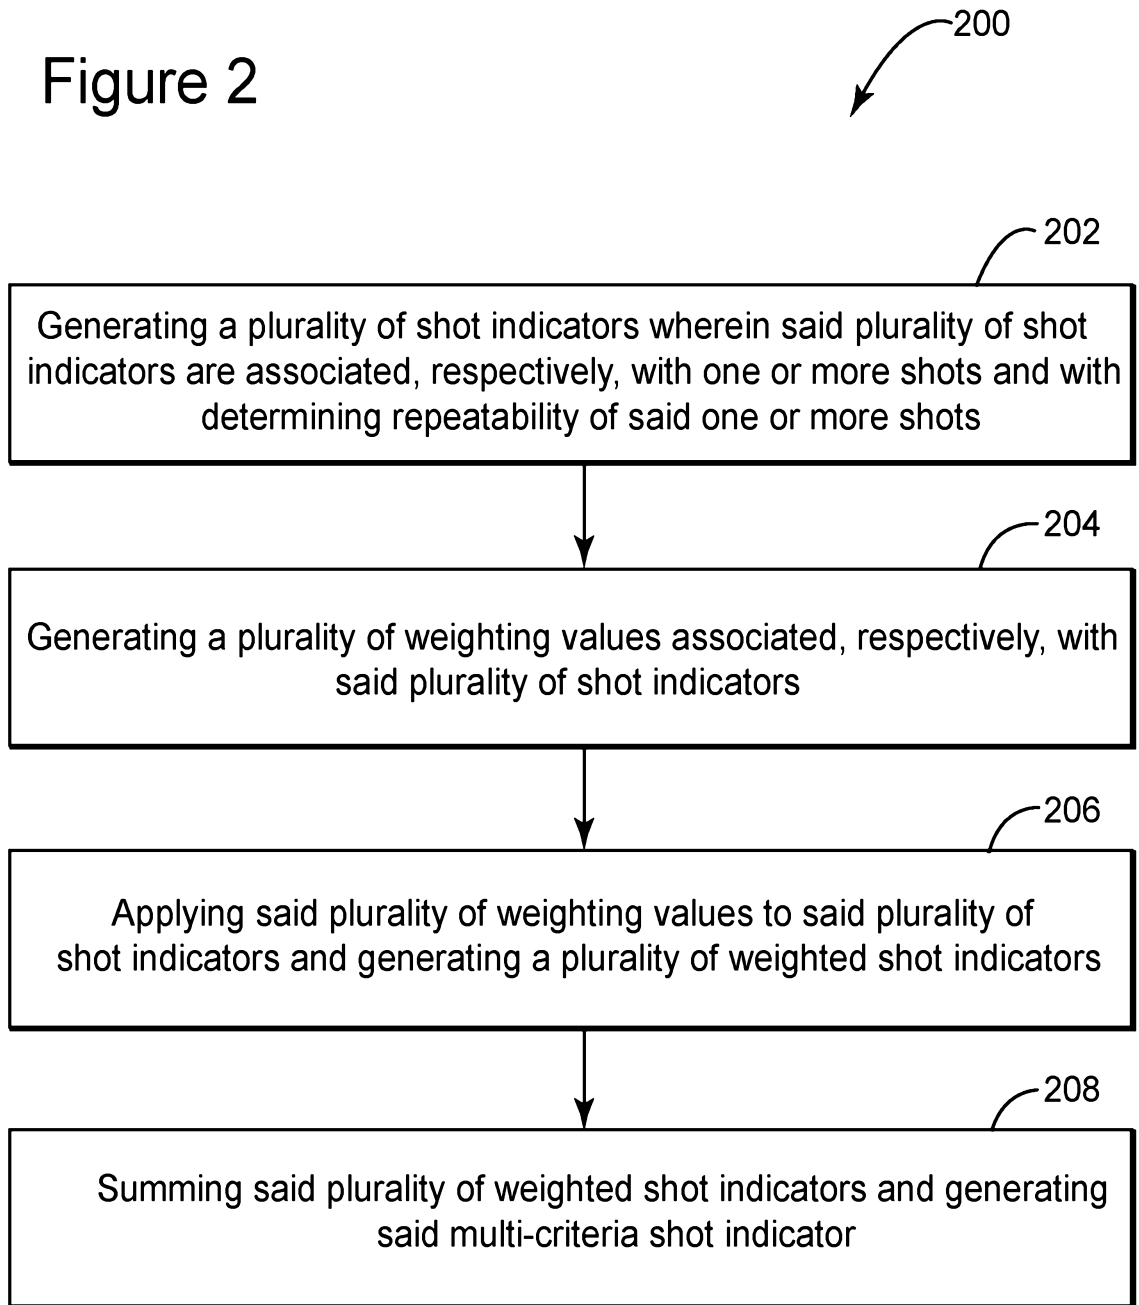 200
Figure 2
202
Generating a plurality of shot indicators wherein said plurality of shot
indicators are associated, respectively, with one or more shots and with
determining repeatability of said one or more shots
204
Generating a plurality of weighting values associated, respectively, with
said plurality of shot indicators
206
Applying said plurality of weighting values to said plurality of
shot indicators and generating a plurality of weighted shot indicators
208
Summing said plurality of weighted shot indicators and generating
said multi-criteria shot indicator